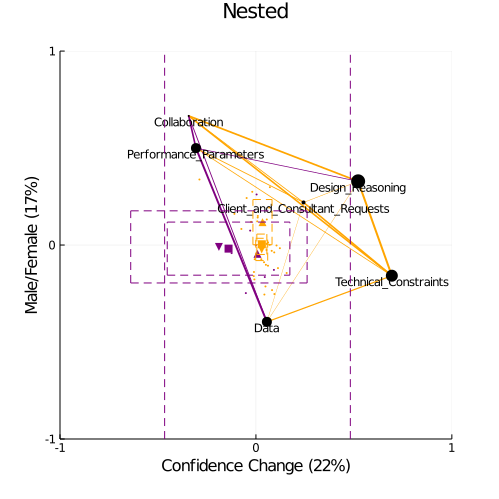 Nested
1
Collaboration
Performance_Parameters
Design_Reasoning
Client_and_Consultant_Requests
Male/Female (17%)
0
Technical_Constraints
Data
-1
-1
0
1
Confidence Change (22%)